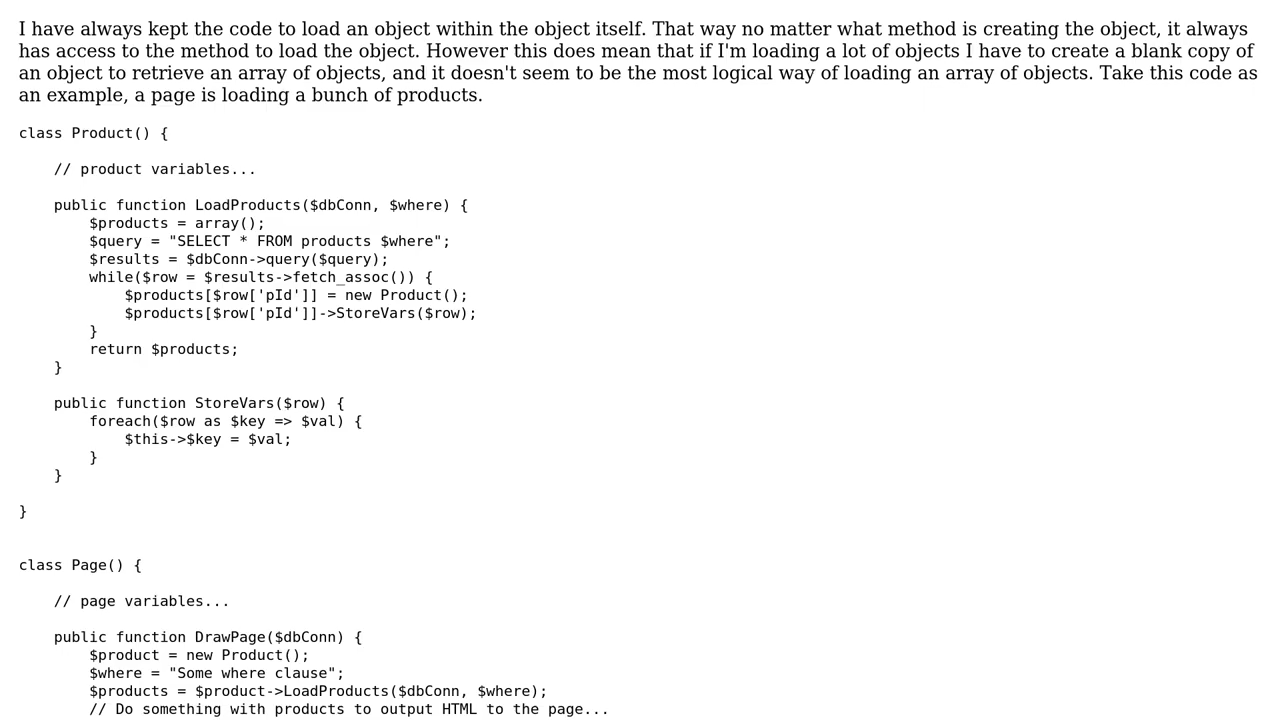 I have always kept the code to load an object within the object itself. That way no matter what method is creating the object, it always
has access to the method to load the object. However this does mean that if I'm loading a lot of objects I have to create a blank copy of
an object to retrieve an array of objects, and it doesn't seem to be the most logical way of loading an array of objects. Take this code as
an example, a page is loading a bunch of products.
class Product() {
    // product variables...
    public function LoadProducts($dbConn, $where) {
        $products = array();
        $query = "SELECT * FROM products $where";
        $results = $dbConn->query($query);
        while($row = $results->fetch_assoc()) {
            $products[$row['pId']] = new Product();
            $products[$row['pId']]->StoreVars($row);
        }
        return $products;
    }
    public function StoreVars($row) {
        foreach($row as $key => $val) {
            $this->$key = $val;
        }
    }
}
class Page() {
    // page variables...
    public function DrawPage($dbConn) {
        $product = new Product();
        $where = "Some where clause";
        $products = $product->LoadProducts($dbConn, $where);
        // Do something with products to output HTML to the page...